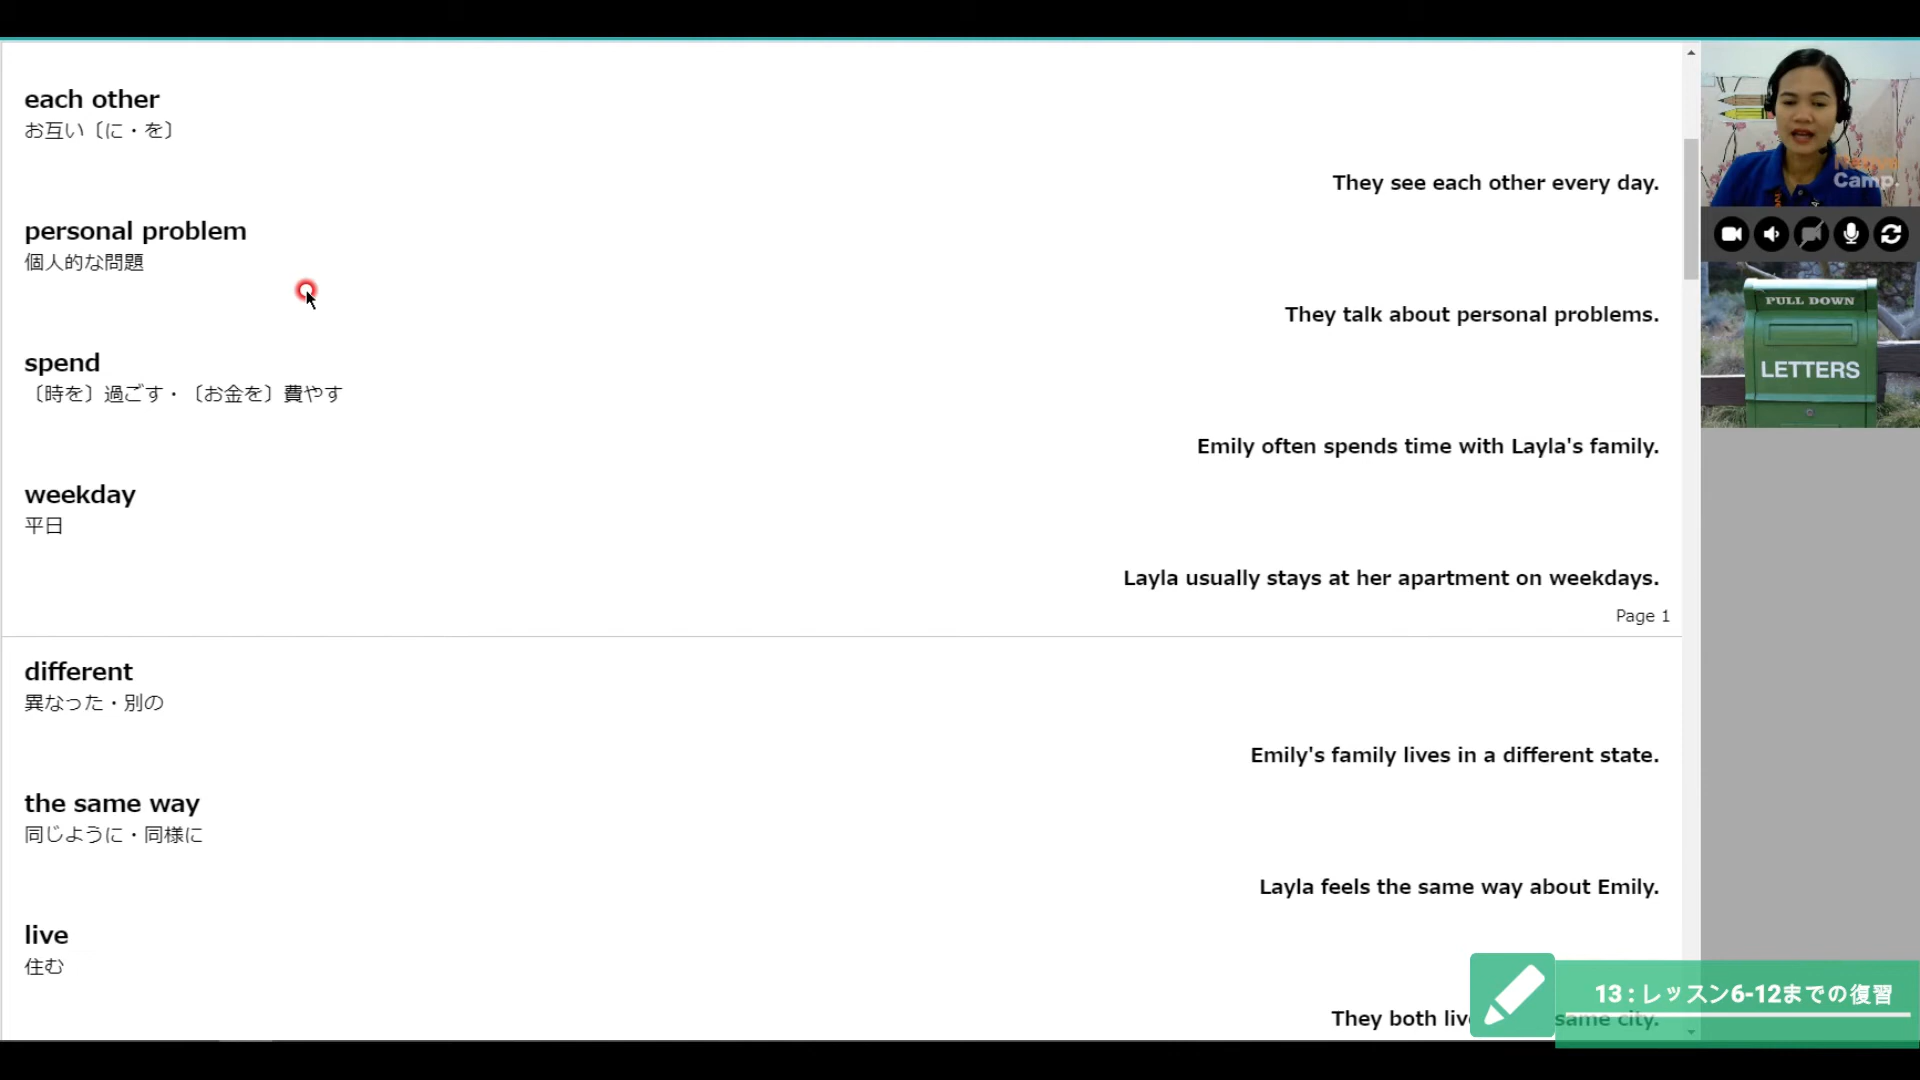 each other
お互い〔に・を〕
They see each other every day.
personal problem
個人的な問題
They talk about personal problems.
spend
〔時を〕過ごす・〔お金を〕費やす
Emily often spends time with Layla's family.
weekday
平日
Layla usually stays at her apartment on weekdays.
Page 1
different
異なった・別の
Emily's family lives in a different state.
the same way
同じように・同様に
Layla feels the same way about Emily.
live
住む
They both same city.
Camp.
PULL DOWN
LETTERS
13:レッスン6-12までの復習